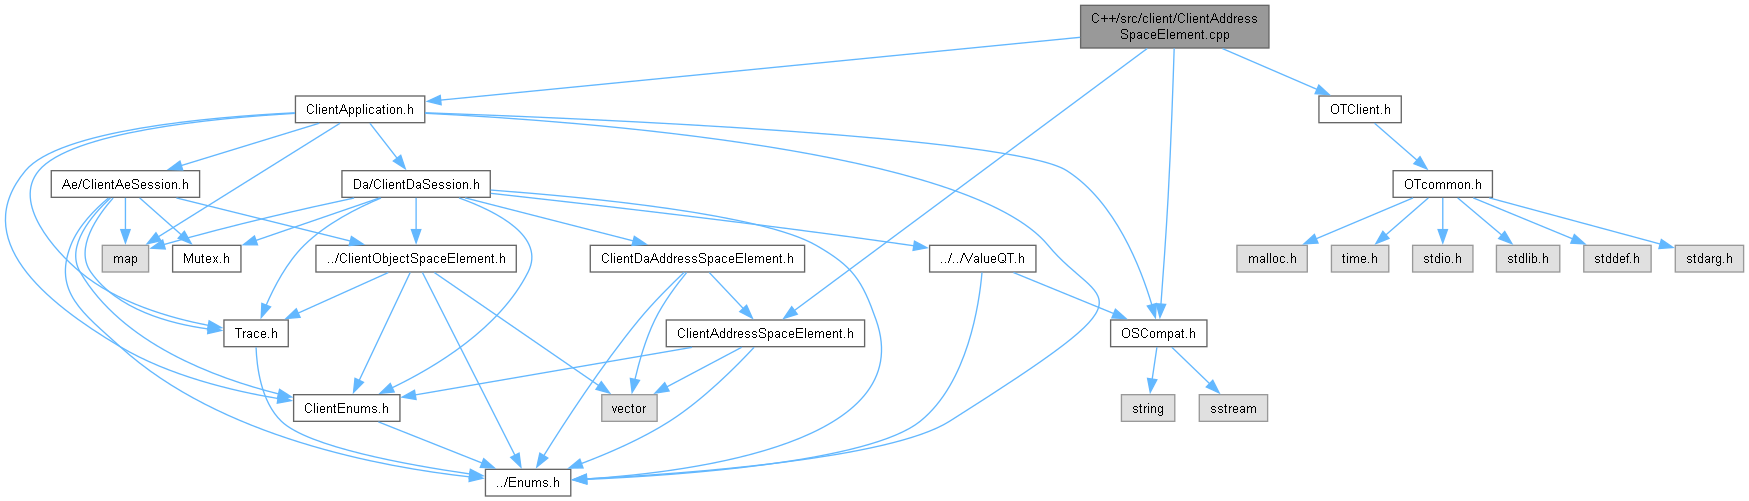 C++/src/client/ClientAddress
SpaceElement.cpp
ClientApplication.h
OTClient.h
Ae/ClientAeSession.h
Da/ClientDaSession.h
OTcommon.h
map
Mutex.h
../ClientObjectSpaceElement.h
ClientDaAddressSpaceElement.h
../../ValueQT.h
malloc.h
time.h
stdio.h
stdlib.h
stddef.h
stdarg.h
Trace.h
ClientAddressSpaceElement.h
OSCompat.h
ClientEnums.h
vector
string
sstream
../Enums.h